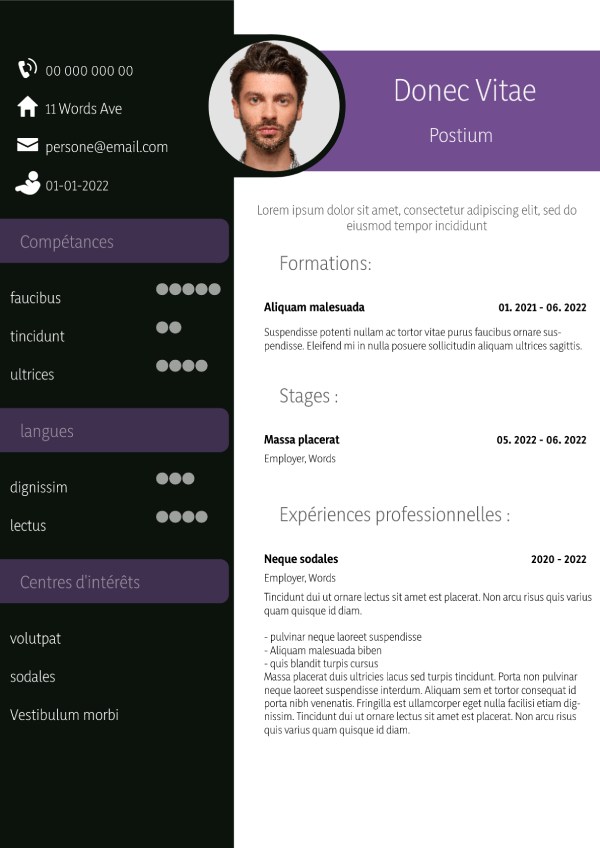 00 000 000 00
11 Words Ave
persone@email.com
01-01-2022
Compétances
faucibus
tincidunt
ultrices
langues
dignissim
lectus
Centres d'intérêts
volutpat
sodales
Vestibulum morbi
Donec Vitae
Postium
Lorem ipsum dolor sit amet, consectetur adipiscing elit, sed do
eiusmod tempor incididunt
Formations:
Aliquam malesuada 01. 2021 - 06. 2022
Suspendisse potenti nullam ac tortor vitae purus faucibus ornare sus-
pendisse. Eleifend mi in nulla posuere sollicitudin aliquam ultrices sagittis.
Stages :
Massa placerat 05. 2022 - 06. 2022
Employer, Words
Expériences professionnelles :
Neque sodales 2020 - 2022
Employer, Words
Tincidunt dui ut ornare lectus sit amet est placerat. Non arcu risus quis varius
quam quisque id diam.
- pulvinar neque laoreet suspendisse
- Aliquam malesuada biben
- quis blandit turpis cursus
Massa placerat duis ultricies lacus sed turpis tincidunt. Porta non pulvinar
neque laoreet suspendisse interdum. Aliquam sem et tortor consequat id
porta nibh venenatis. Fringilla est ullamcorper eget nulla facilisi etiam dig-
nissim. Tincidunt dui ut ornare lectus sit amet est placerat. Non arcu risus
quis varius quam quisque id diam.